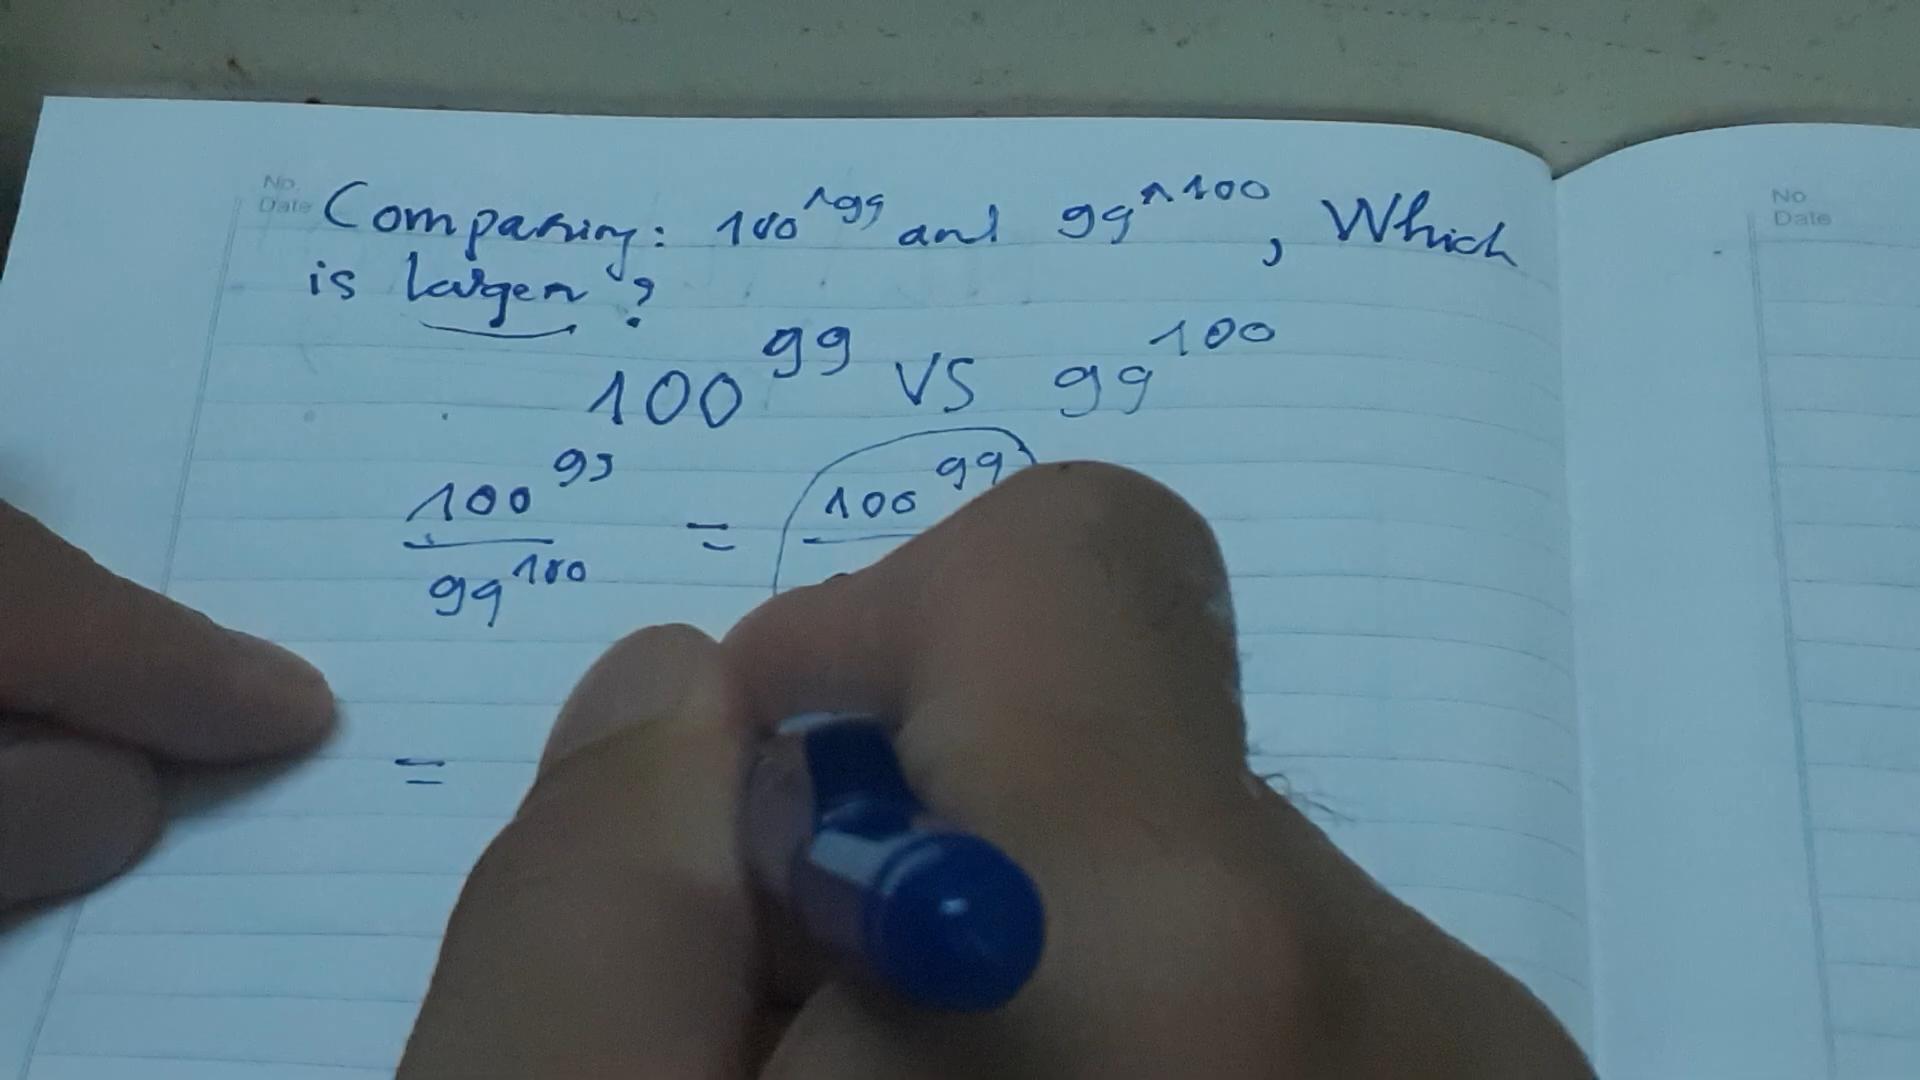 No.
Date
Comparing: 100^99 and 99^100, Which
is larger?
100^99 VS 99^100
100^99 / 99^100 = 100^99
=
No
Date